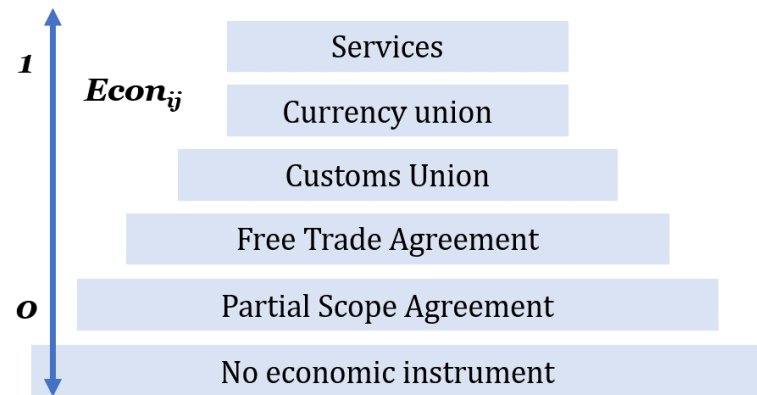 Services
1
Econij
Currency union
Customs Union
Free Trade Agreement
0
Partial Scope Agreement
No economic instrument